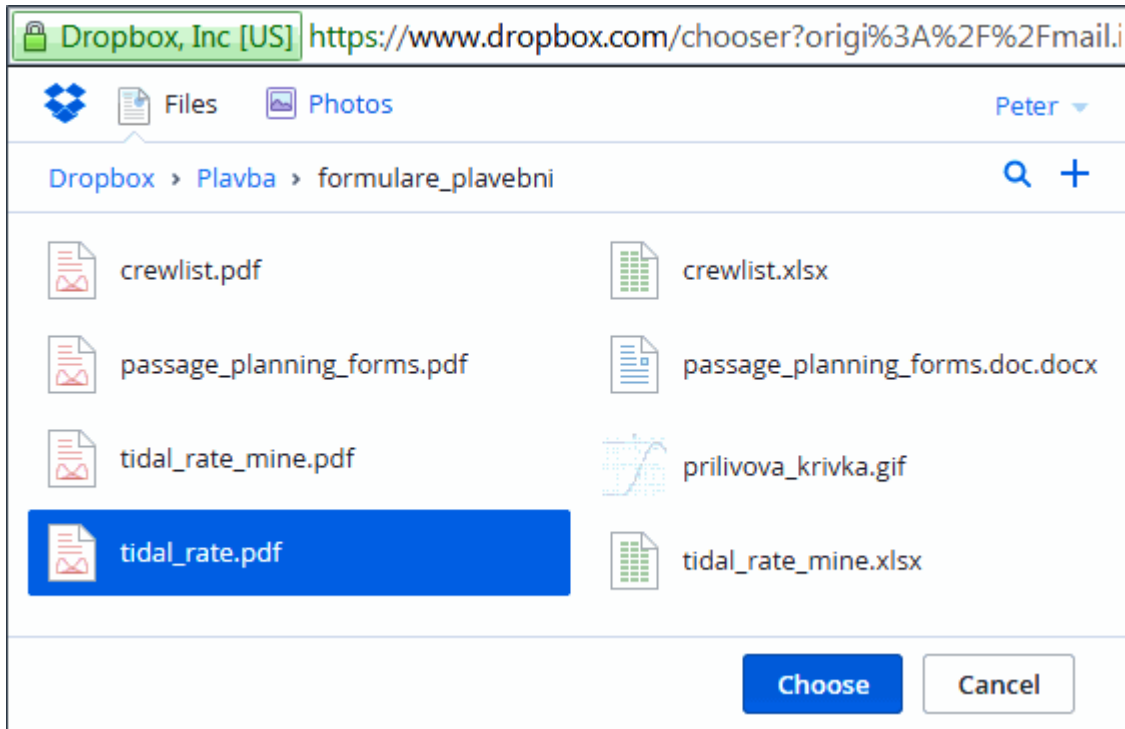 Dropbox, Inc [US] https://www.dropbox.com/chooser?origi%3A%2F%2Fmail.i
Files Photos Peter
Dropbox › Plavba › formulare_plavebni
crewlist.pdf crewlist.xlsx
passage_planning_forms.pdf passage_planning_forms.doc.docx
tidal_rate_mine.pdf prilivova_krivka.gif
tidal_rate.pdf tidal_rate_mine.xlsx
Choose Cancel